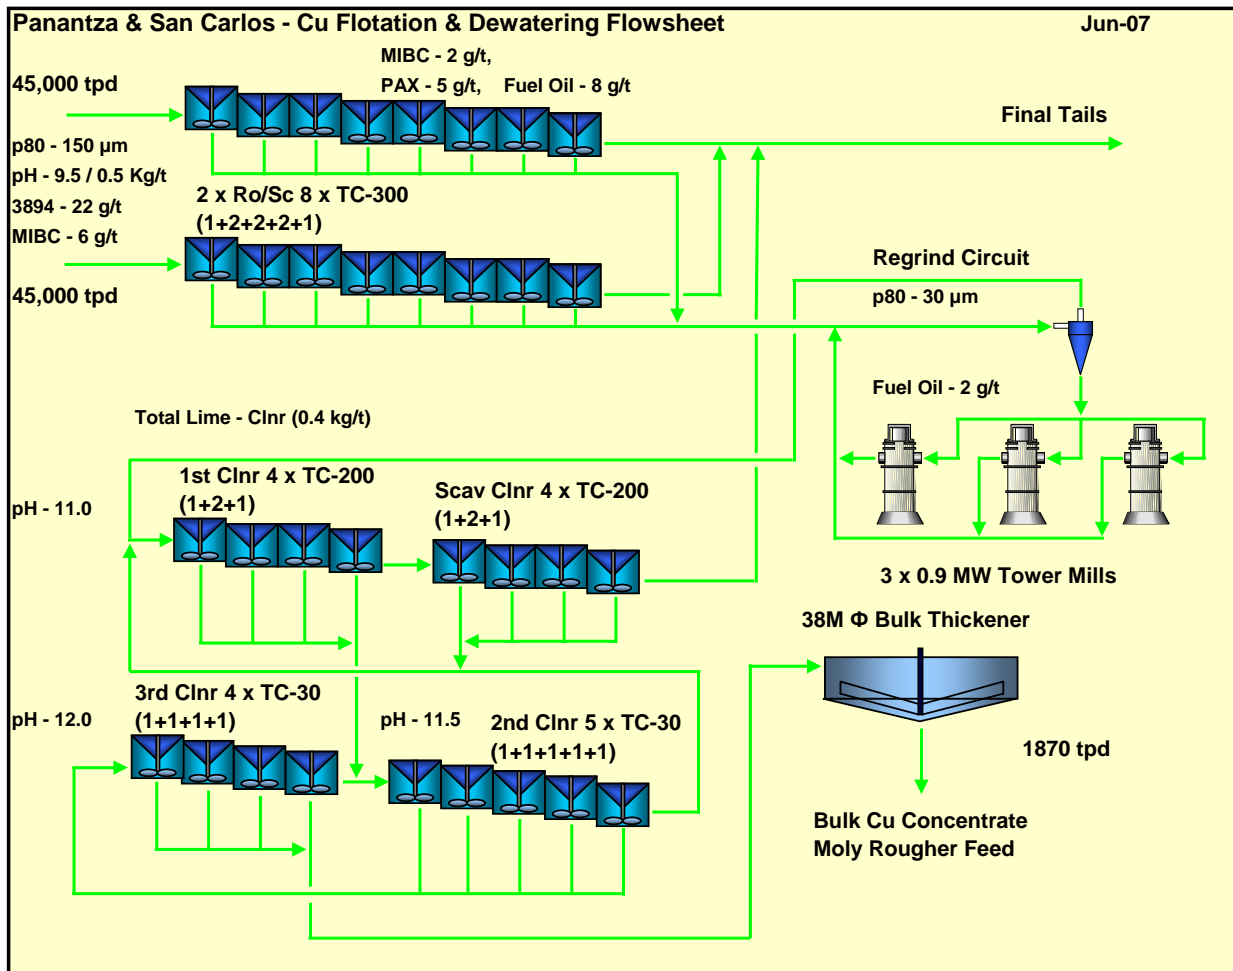 Panantza & San Carlos - Cu Flotation & Dewatering Flowsheet
Jun-07
MIBC - 2 g/t,
PAX - 5 g/t,
Fuel Oil - 8 g/t
45,000 tpd
Final Tails
p80 - 150 µm
pH - 9.5 / 0.5 Kg/t
3894 - 22 g/t
MIBC - 6 g/t
2 x Ro/Sc 8 x TC-300
(1+2+2+2+1)
45,000 tpd
Regrind Circuit
p80 - 30 µm
Fuel Oil - 2 g/t
Total Lime - Clnr (0.4 kg/t)
1st Clnr 4 x TC-200
(1+2+1)
Scav Clnr 4 x TC-200
(1+2+1)
pH - 11.0
3 x 0.9 MW Tower Mills
38M Φ Bulk Thickener
3rd Clnr 4 x TC-30
(1+1+1+1)
pH - 12.0
pH - 11.5
2nd Clnr 5 x TC-30
(1+1+1+1+1)
1870 tpd
Bulk Cu Concentrate
Moly Rougher Feed